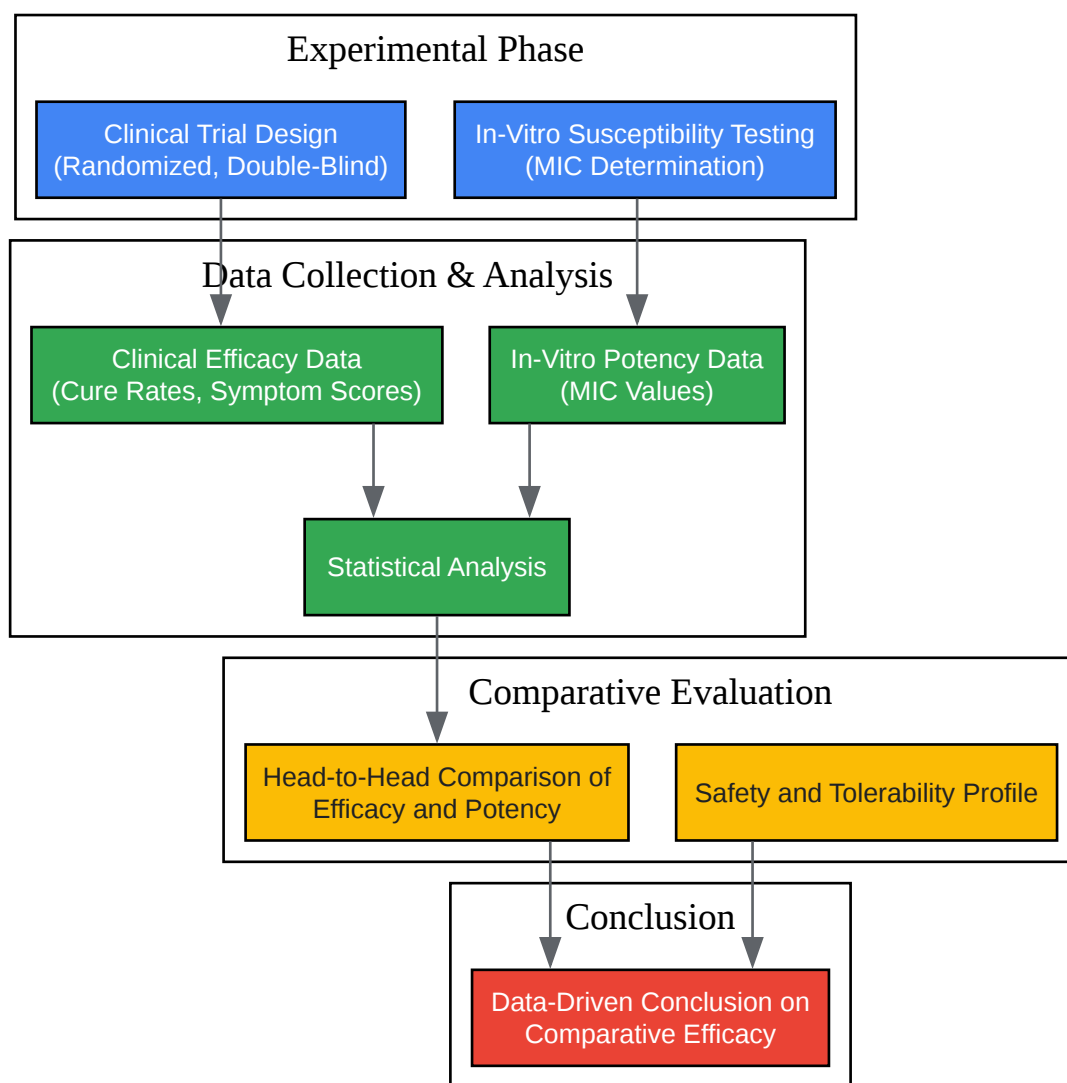 Experimental Phase
Clinical Trial Design
(Randomized, Double-Blind)
In-Vitro Susceptibility Testing
(MIC Determination)
Data Collection & Analysis
Clinical Efficacy Data
(Cure Rates, Symptom Scores)
In-Vitro Potency Data
(MIC Values)
Statistical Analysis
Comparative Evaluation
Head-to-Head Comparison of
Efficacy and Potency
Safety and Tolerability Profile
Conclusion
Data-Driven Conclusion on
Comparative Efficacy